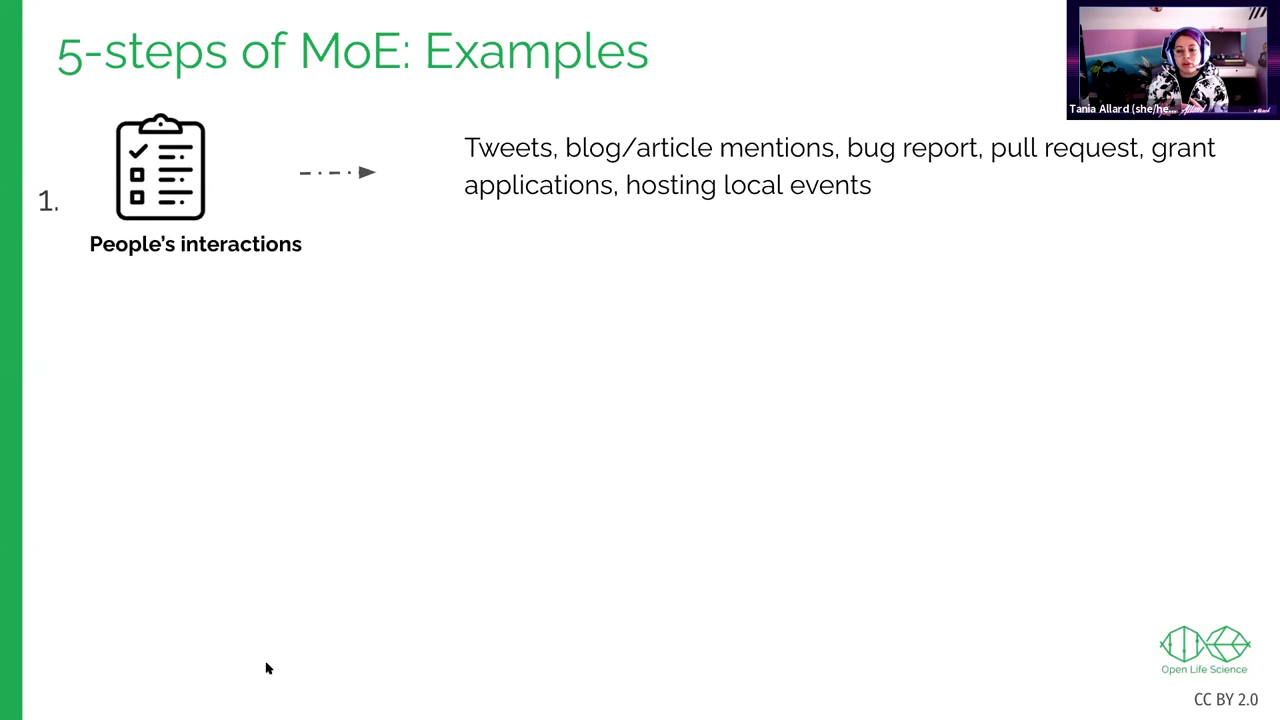 5-steps of MoE: Examples
Tania Allard (she/he...
1.
People's interactions
Tweets, blog/article mentions, bug report, pull request, grant
applications, hosting local events
Open Life Science
CC BY 2.0